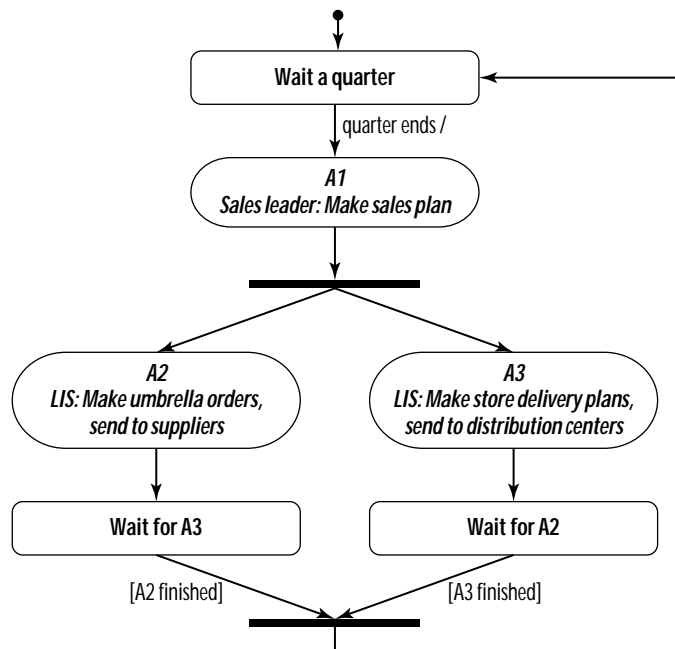 Wait a quarter
quarter ends /
A1
Sales leader: Make sales plan
A2
LIS: Make umbrella orders,
send to suppliers
A3
LIS: Make store delivery plans,
send to distribution centers
Wait for A3
Wait for A2
[A2 finished]
[A3 finished]